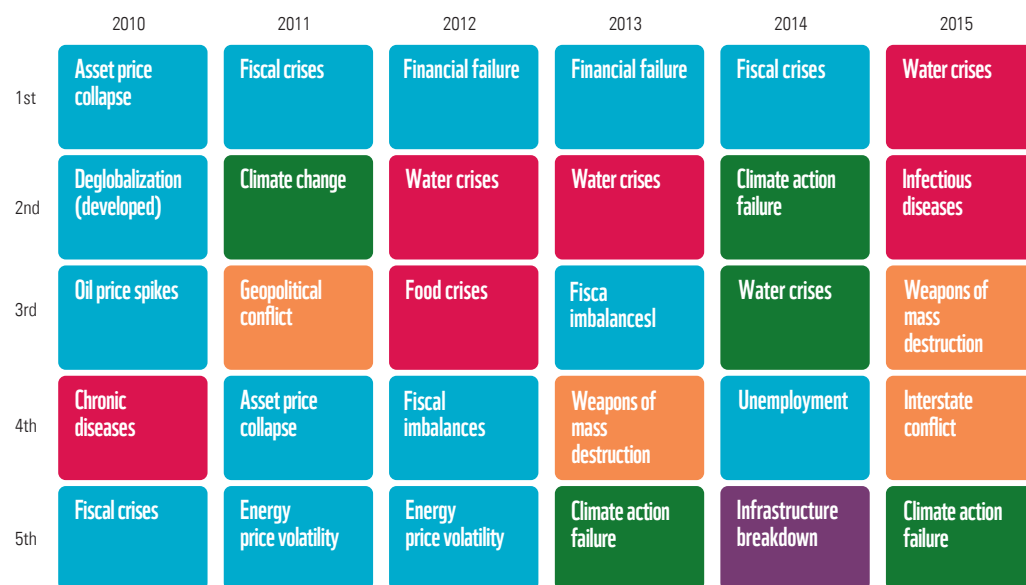 2010 2011 2012 2013 2014 2015
1st
Asset price
collapse
Fiscal crises
Financial failure
Financial failure
Fiscal crises
Water crises
2nd
Deglobalization
(developed)
Climate change
Water crises
Water crises
Climate action
failure
Infectious
diseases
3rd
Oil price spikes
Geopolitical
conflict
Food crises
Fisca
imbalancesl
Water crises
Weapons of
mass
destruction
4th
Chronic
diseases
Asset price
collapse
Fiscal
imbalances
Weapons of
mass
destruction
Unemployment
Interstate
conflict
5th
Fiscal crises
Energy
price volatility
Energy
price volatility
Climate action
failure
Infrastructure
breakdown
Climate action
failure